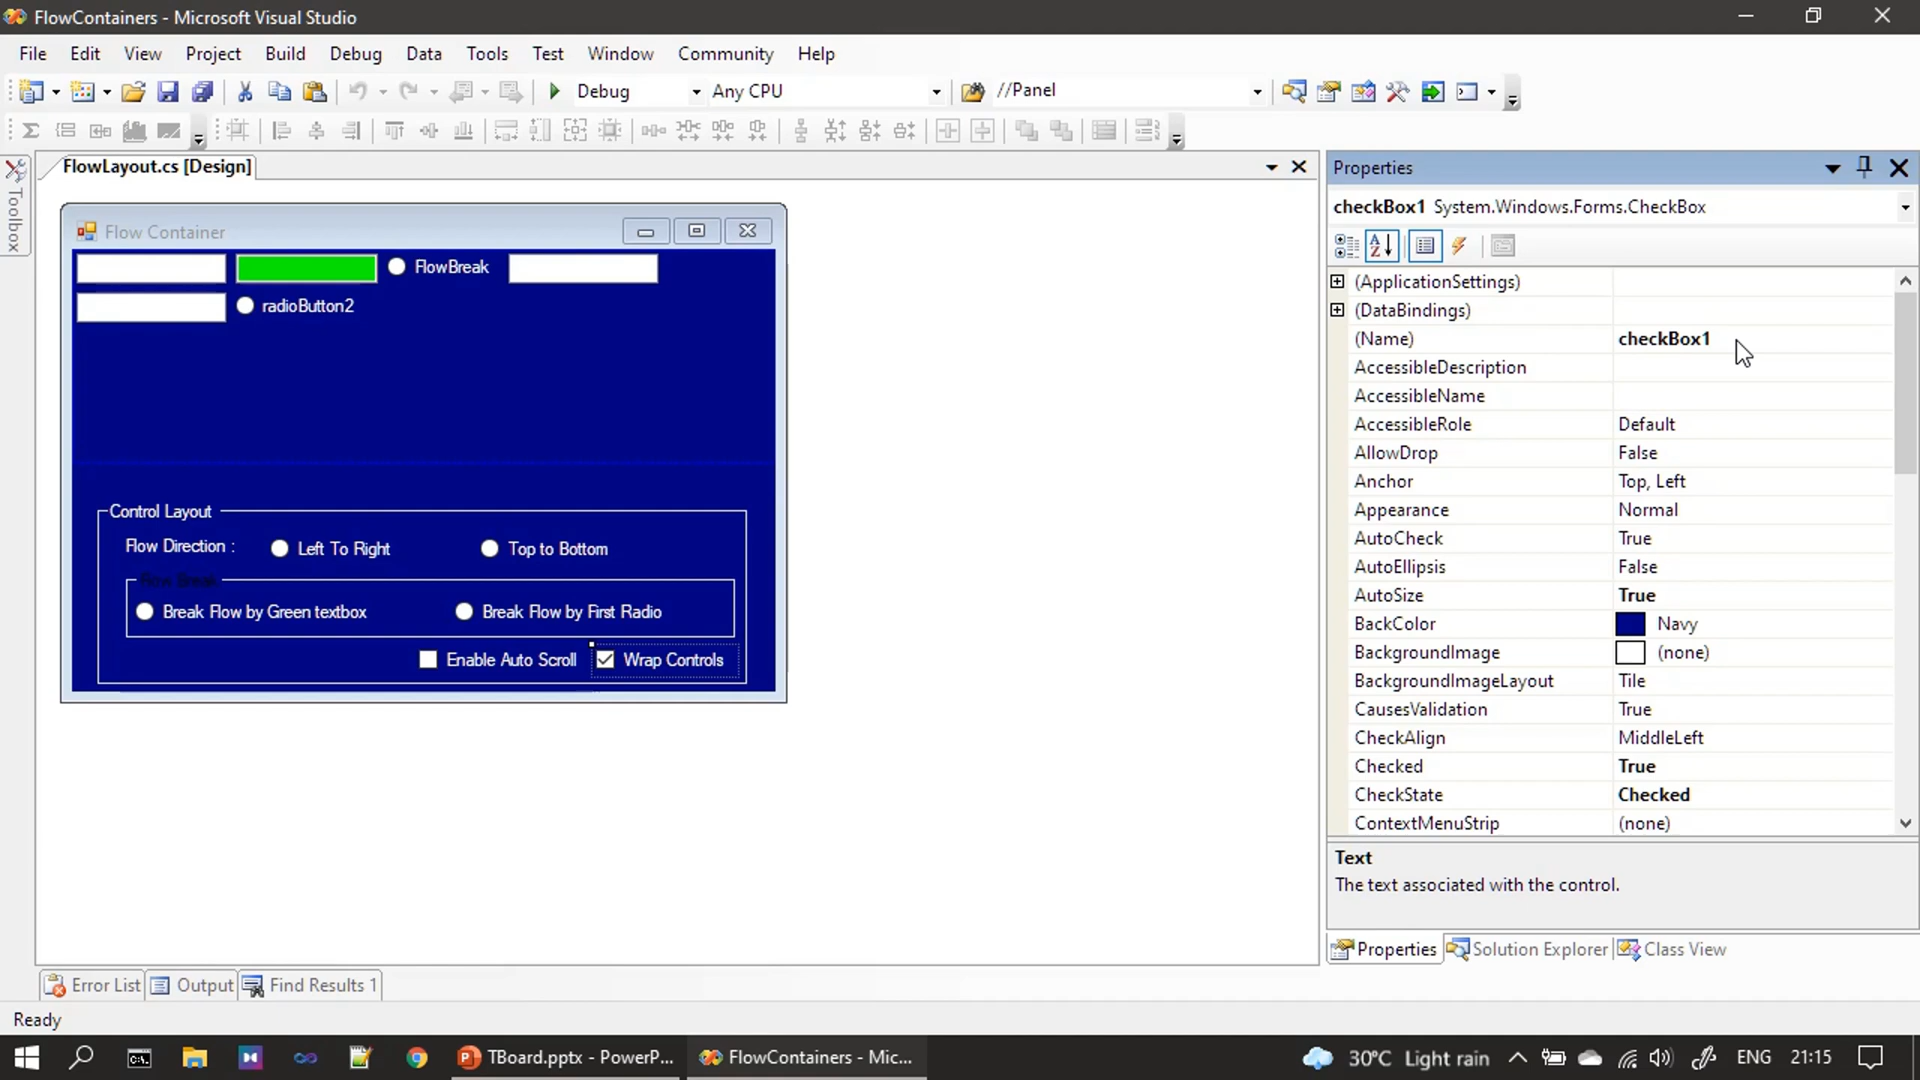 FlowContainers - Microsoft Visual Studio
File Edit View Project Build Debug Data Tools Test Window Community Help
Debug Any CPU //Panel
Toolbox
FlowLayout.cs [Design]
Flow Container
FlowBreak
radioButton2
Control Layout
Flow Direction : Left To Right Top to Bottom
Flow Break
Break Flow by Green textbox Break Flow by First Radio
Enable Auto Scroll Wrap Controls
Properties
checkBox1 System.Windows.Forms.CheckBox
(ApplicationSettings)
(DataBindings)
(Name) checkBox1
AccessibleDescription
AccessibleName
AccessibleRole Default
AllowDrop False
Anchor Top, Left
Appearance Normal
AutoCheck True
AutoEllipsis False
AutoSize True
BackColor Navy
BackgroundImage (none)
BackgroundImageLayout Tile
CausesValidation True
CheckAlign MiddleLeft
Checked True
CheckState Checked
ContextMenuStrip (none)
Text
The text associated with the control.
Properties Solution Explorer Class View
Error List Output Find Results 1
Ready
TBoard.pptx - PowerP... FlowContainers - Mic... 30°C Light rain ENG 21:15